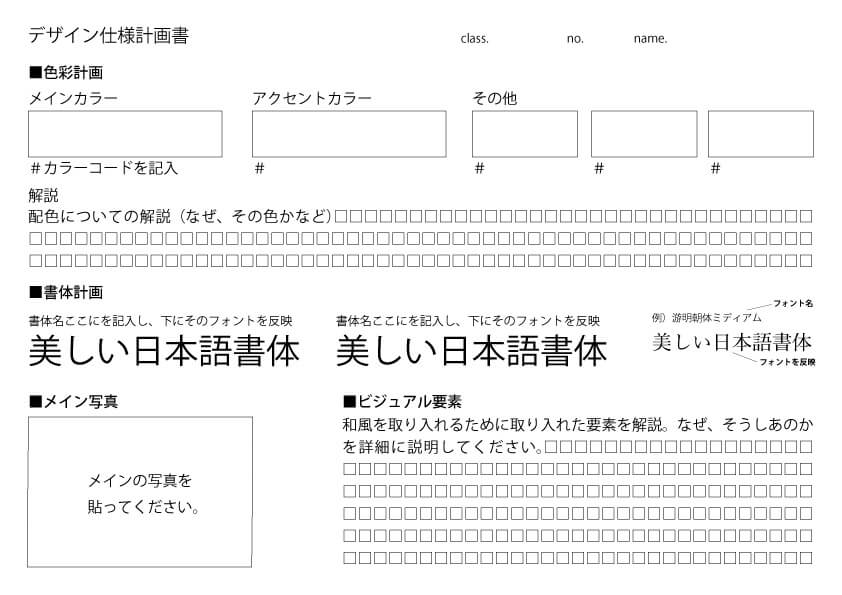 デザイン仕様計画書 class. no. name.
■色彩計画
メインカラー アクセントカラー その他
＃カラーコードを記入 ＃ ＃ ＃ ＃
解説
配色についての解説（なぜ、その色かなど）□□□□□□□□□□□□□□□□□□□□□□□□□□□□□□□□
□□□□□□□□□□□□□□□□□□□□□□□□□□□□□□□□□□□□□□□□□□□□□□□□□□□□
□□□□□□□□□□□□□□□□□□□□□□□□□□□□□□□□□□□□□□□□□□□□□□□□□□□□
■書体計画
フォント名
書体名ここにを記入し、下にそのフォントを反映 書体名ここにを記入し、下にそのフォントを反映 例）游明朝体ミディアム
美しい日本語書体 美しい日本語書体 美しい日本語書体
フォントを反映
■メイン写真
メインの写真を
貼ってください。
■ビジュアル要素
和風を取り入れるために取り入れた要素を解説。なぜ、そうしあのか
を詳細に説明してください。□□□□□□□□□□□□□□□□□□
□□□□□□□□□□□□□□□□□□□□□□□□□□□□□□□
□□□□□□□□□□□□□□□□□□□□□□□□□□□□□□□
□□□□□□□□□□□□□□□□□□□□□□□□□□□□□□□
□□□□□□□□□□□□□□□□□□□□□□□□□□□□□□□
□□□□□□□□□□□□□□□□□□□□□□□□□□□□□□□